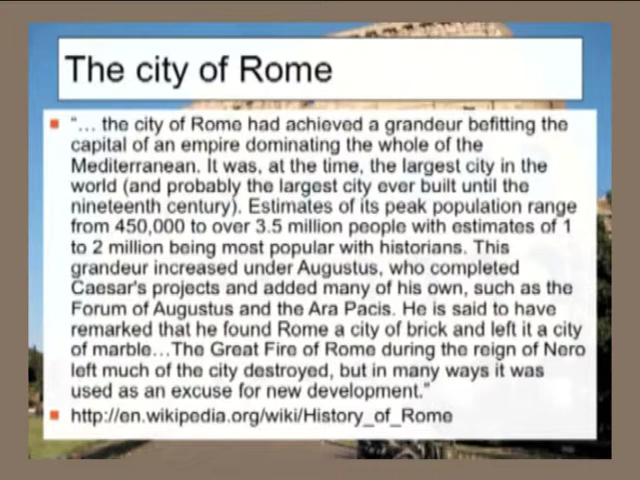 The city of Rome
"... the city of Rome had achieved a grandeur befitting the
capital of an empire dominating the whole of the
Mediterranean. It was, at the time, the largest city in the
world (and probably the largest city ever built until the
nineteenth century). Estimates of its peak population range
from 450,000 to over 3.5 million people with estimates of 1
to 2 million being most popular with historians. This
grandeur increased under Augustus, who completed
Caesar's projects and added many of his own, such as the
Forum of Augustus and the Ara Pacis. He is said to have
remarked that he found Rome a city of brick and left it a city
of marble...The Great Fire of Rome during the reign of Nero
left much of the city destroyed, but in many ways it was
used as an excuse for new development."
http://en.wikipedia.org/wiki/History_of_Rome